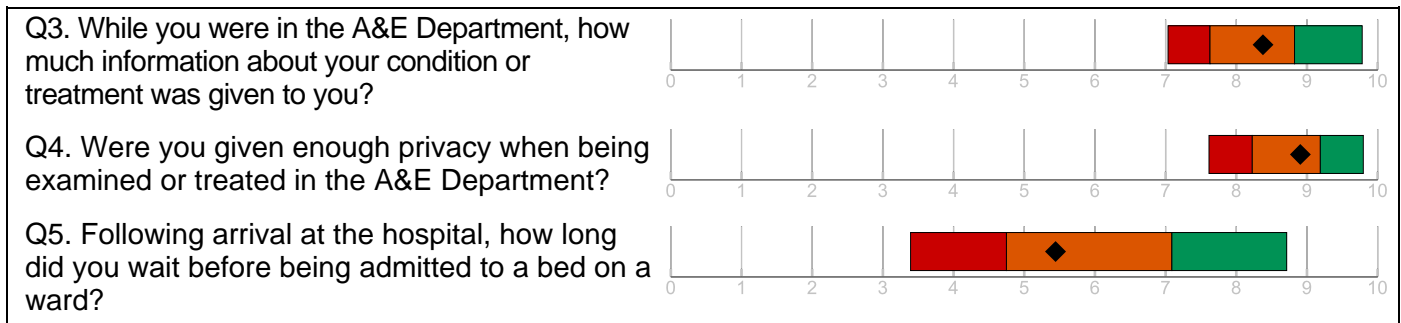 Q3. While you were in the A&E Department, how
much information about your condition or
treatment was given to you?
0 1 2 3 4 5 6 7 8 9 10
Q4. Were you given enough privacy when being
examined or treated in the A&E Department?
0 1 2 3 4 5 6 7 8 9 10
Q5. Following arrival at the hospital, how long
did you wait before being admitted to a bed on a
ward?
0 1 2 3 4 5 6 7 8 9 10